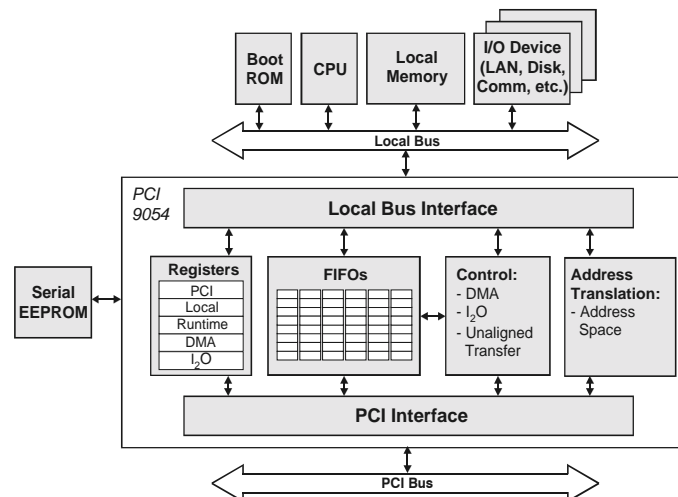 Boot
ROM
CPU
Local
Memory
I/O Device
(LAN, Disk,
Comm, etc.)
Local Bus
PCI
9054
Local Bus Interface
Serial
EEPROM
Registers
PCI
Local
Runtime
DMA
I₂O
FIFOs
Control:
- DMA
- I₂O
- Unaligned
Transfer
Address
Translation:
- Address
Space
PCI Interface
PCI Bus